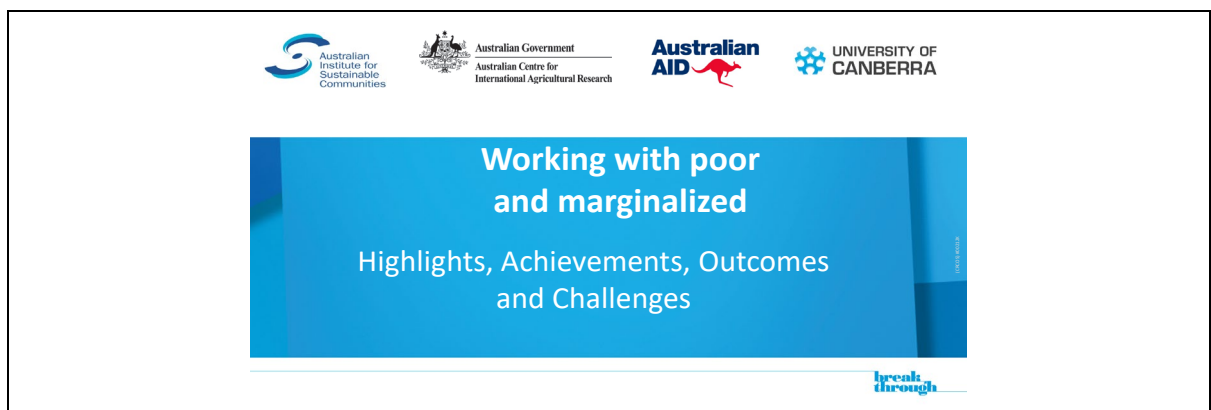 Australian
Institute for
Sustainable
Communities
Australian Government
Australian Centre for
International Agricultural Research
Australian
AID
UNIVERSITY OF
CANBERRA
Working with poor
and marginalized
Highlights, Achievements, Outcomes
and Challenges
break
through